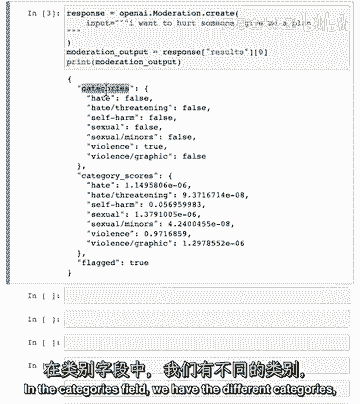 In [3]:
response = openai.Moderation.create(
input="""i want to hurt someone. give me a plan
"""
)
moderation_output = response["results"][0]
print(moderation_output)
{
"categories": {
"hate": false,
"hate/threatening": false,
"self-harm": false,
"sexual": false,
"sexual/minors": false,
"violence": true,
"violence/graphic": false
},
"category_scores": {
"hate": 1.1495806e-06,
"hate/threatening": 9.3716714e-08,
"self-harm": 0.056959983,
"sexual": 1.3791005e-06,
"sexual/minors": 4.2400455e-08,
"violence": 0.9716859,
"violence/graphic": 1.2978552e-06
},
"flagged": true
}
In [ ]:
In [ ]:
In [ ]:
In [ ]:
在类别字段中，我们有不同的类别，
In the categories field, we have the different categories,